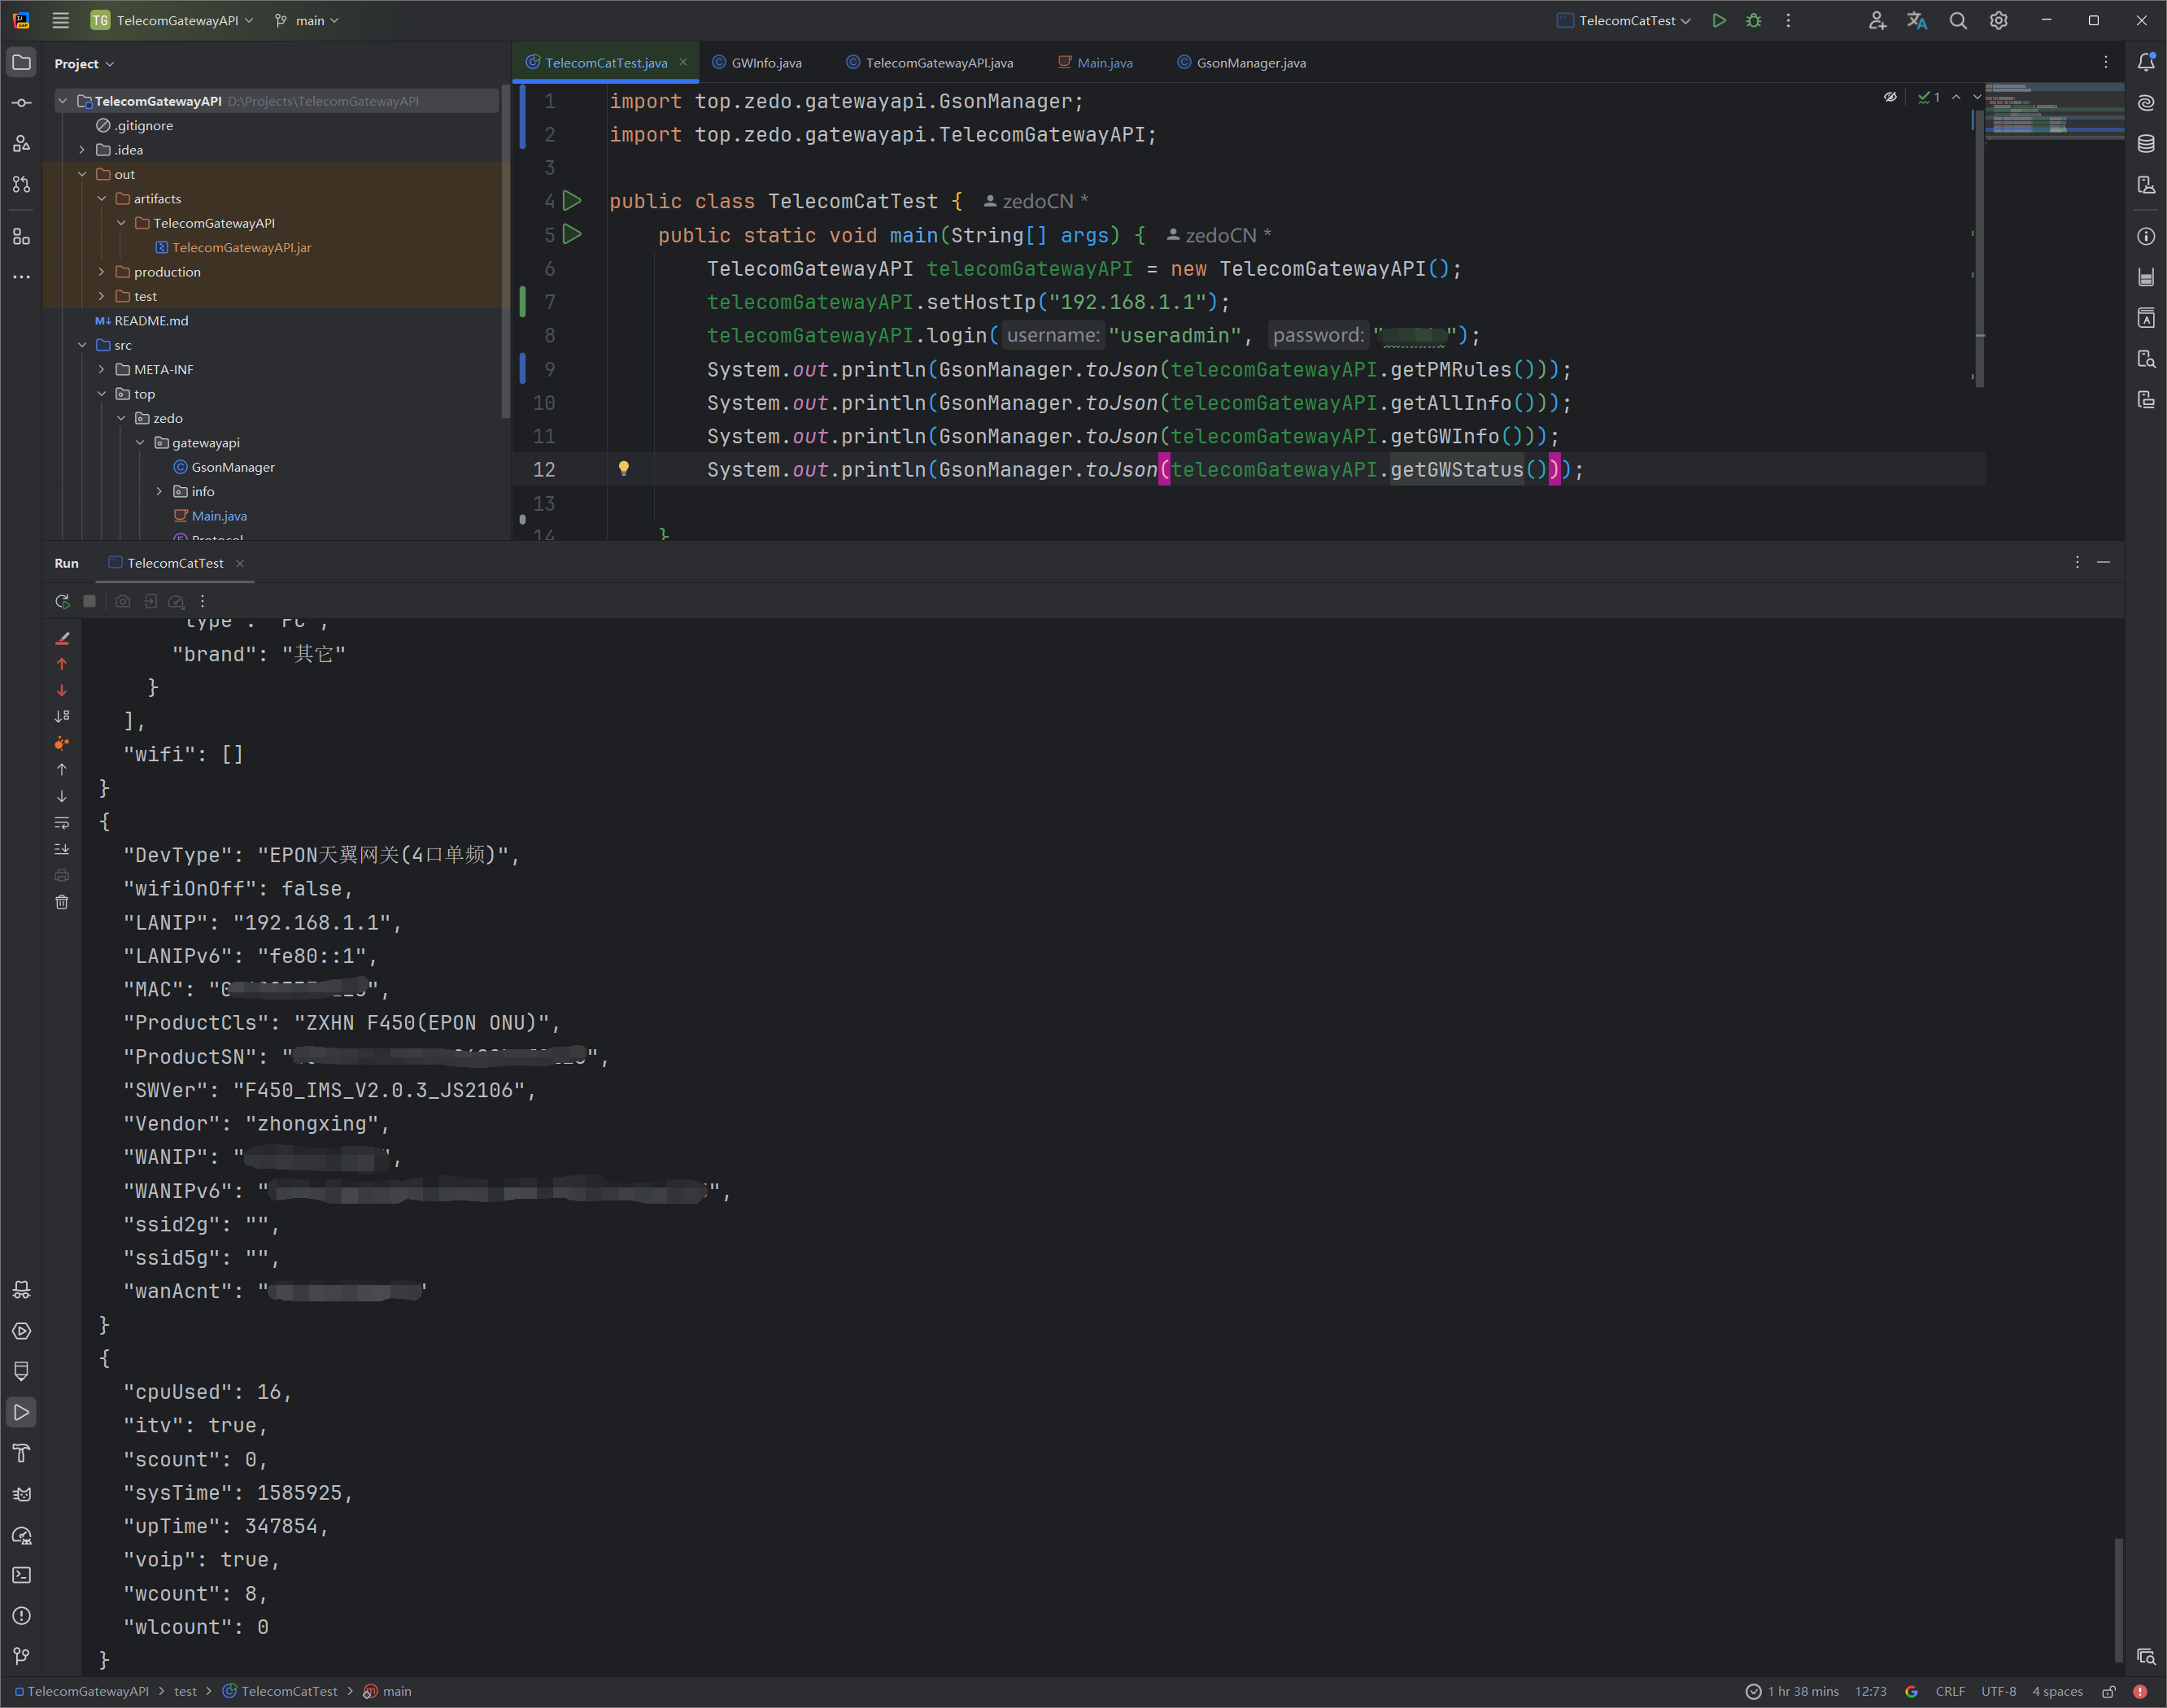 TG TelecomGatewayAPI main TelecomCatTest
Project
TelecomGatewayAPI D:\Projects\TelecomGatewayAPI
.gitignore
.idea
out
artifacts
TelecomGatewayAPI
TelecomGatewayAPI.jar
production
test
README.md
src
META-INF
top
zedo
gatewayapi
GsonManager
info
Main.java
Protocol
TelecomCatTest.java GWInfo.java TelecomGatewayAPI.java Main.java GsonManager.java
1 import top.zedo.gatewayapi.GsonManager;
2 import top.zedo.gatewayapi.TelecomGatewayAPI;
3
4 public class TelecomCatTest { zedoCN *
5 public static void main(String[] args) { zedoCN *
6 TelecomGatewayAPI telecomGatewayAPI = new TelecomGatewayAPI();
7 telecomGatewayAPI.setHostIp("192.168.1.1");
8 telecomGatewayAPI.login( username: "useradmin", password: " ");
9 System.out.println(GsonManager.toJson(telecomGatewayAPI.getPMRules()));
10 System.out.println(GsonManager.toJson(telecomGatewayAPI.getAllInfo()));
11 System.out.println(GsonManager.toJson(telecomGatewayAPI.getGWInfo()));
12 System.out.println(GsonManager.toJson(telecomGatewayAPI.getGWStatus()));
13
14 }
1
Run TelecomCatTest
"type": "Pc",
"brand": "其它"
}
],
"wifi": []
}
{
"DevType": "EPON天翼网关(4口单频)",
"wifiOnOff": false,
"LANIP": "192.168.1.1",
"LANIPv6": "fe80::1",
"MAC": " ",
"ProductCls": "ZXHN F450(EPON ONU)",
"ProductSN": " ",
"SWVer": "F450_IMS_V2.0.3_JS2106",
"Vendor": "zhongxing",
"WANIP": " ",
"WANIPv6": " ",
"ssid2g": "",
"ssid5g": "",
"wanAcnt": " "
}
{
"cpuUsed": 16,
"itv": true,
"scount": 0,
"sysTime": 1585925,
"upTime": 347854,
"voip": true,
"wcount": 8,
"wlcount": 0
}
TelecomGatewayAPI > test > TelecomCatTest > main
1 hr 38 mins 12:73 CRLF UTF-8 4 spaces